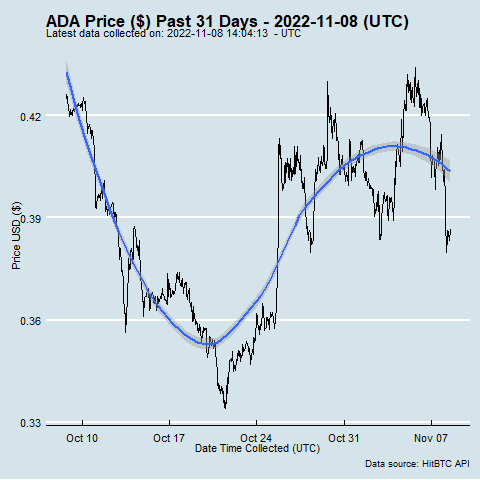 ADA Price ($) Past 31 Days - 2022-11-08 (UTC)
Latest data collected on: 2022-11-08 14:04:13  - UTC
Price USD ($)
0.42
0.39
0.36
0.33
Oct 10 Oct 17 Oct 24 Oct 31 Nov 07
Date Time Collected (UTC)
Data source: HitBTC API